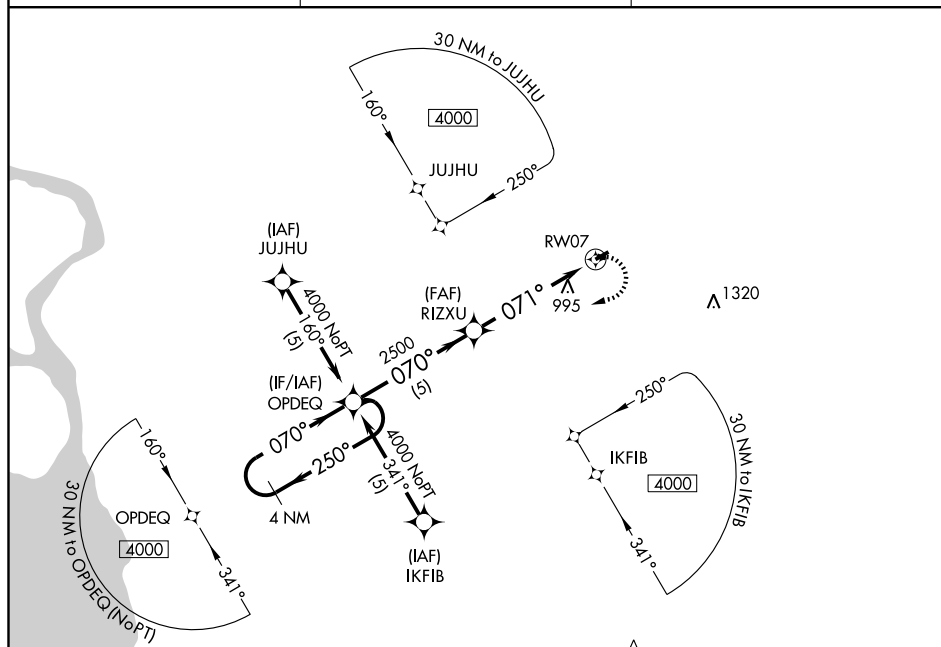 30 NM to JUJHU
160°
4000
JUJHU
250°
(IAF)
JUJHU
RW07
4000 NoPT
160°
(5)
(FAF)
RIZXU
071°
995
1320
2500
070°
(5)
(IF/IAF)
OPDEQ
070°
250°
4 NM
4000 NoPT
341°
(5)
(IAF)
IKFIB
160°
OPDEQ
4000
341°
30 NM to OPDEQ (NoPT)
250°
IKFIB
4000
341°
30 NM to IKFIB